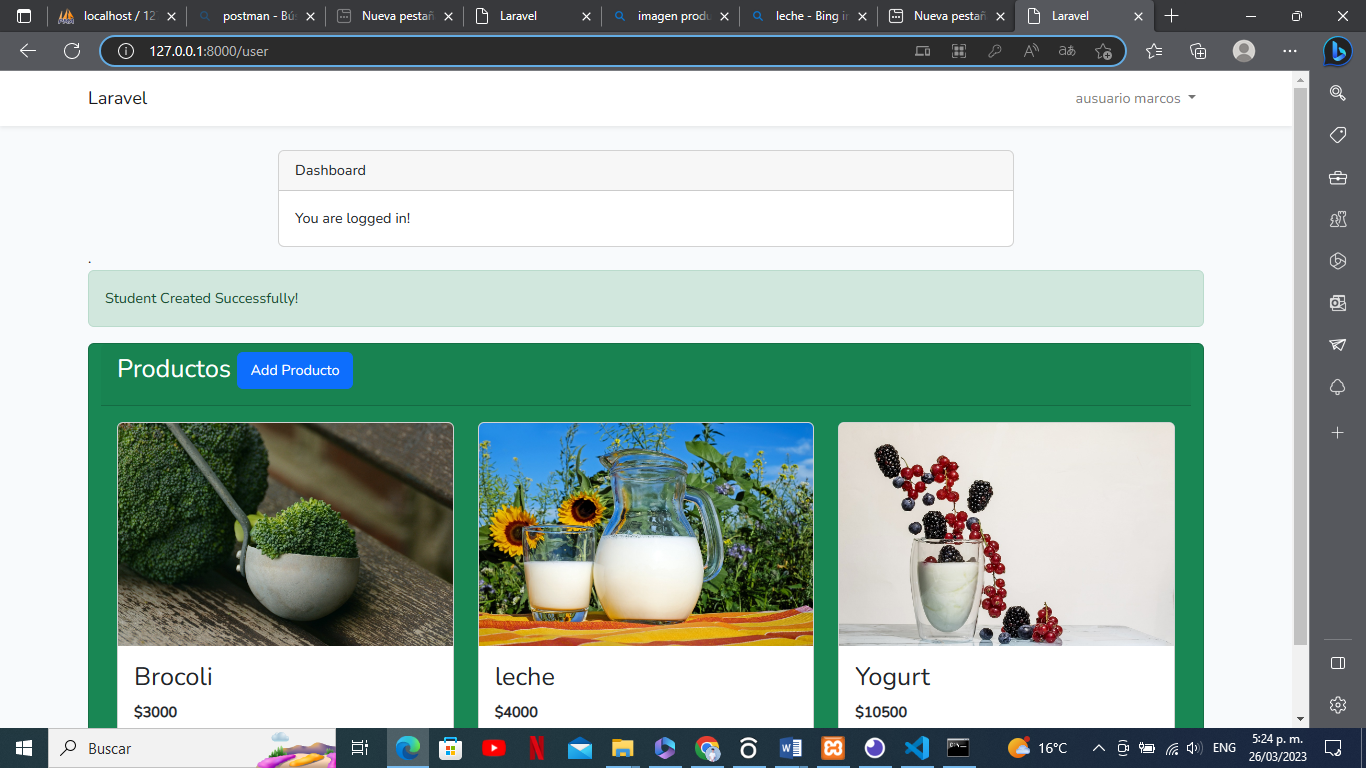 localhost / 12
postman - Bús
Nueva pestañ
Laravel
imagen produ
leche - Bing in
Nueva pestañ
Laravel
127.0.0.1:8000/user
Laravel
ausuario marcos
Dashboard
You are logged in!
.
Student Created Successfully!
Productos Add Producto
Brocoli
$3000
leche
$4000
Yogurt
$10500
Buscar
16°C
ENG
5:24 p. m.
26/03/2023